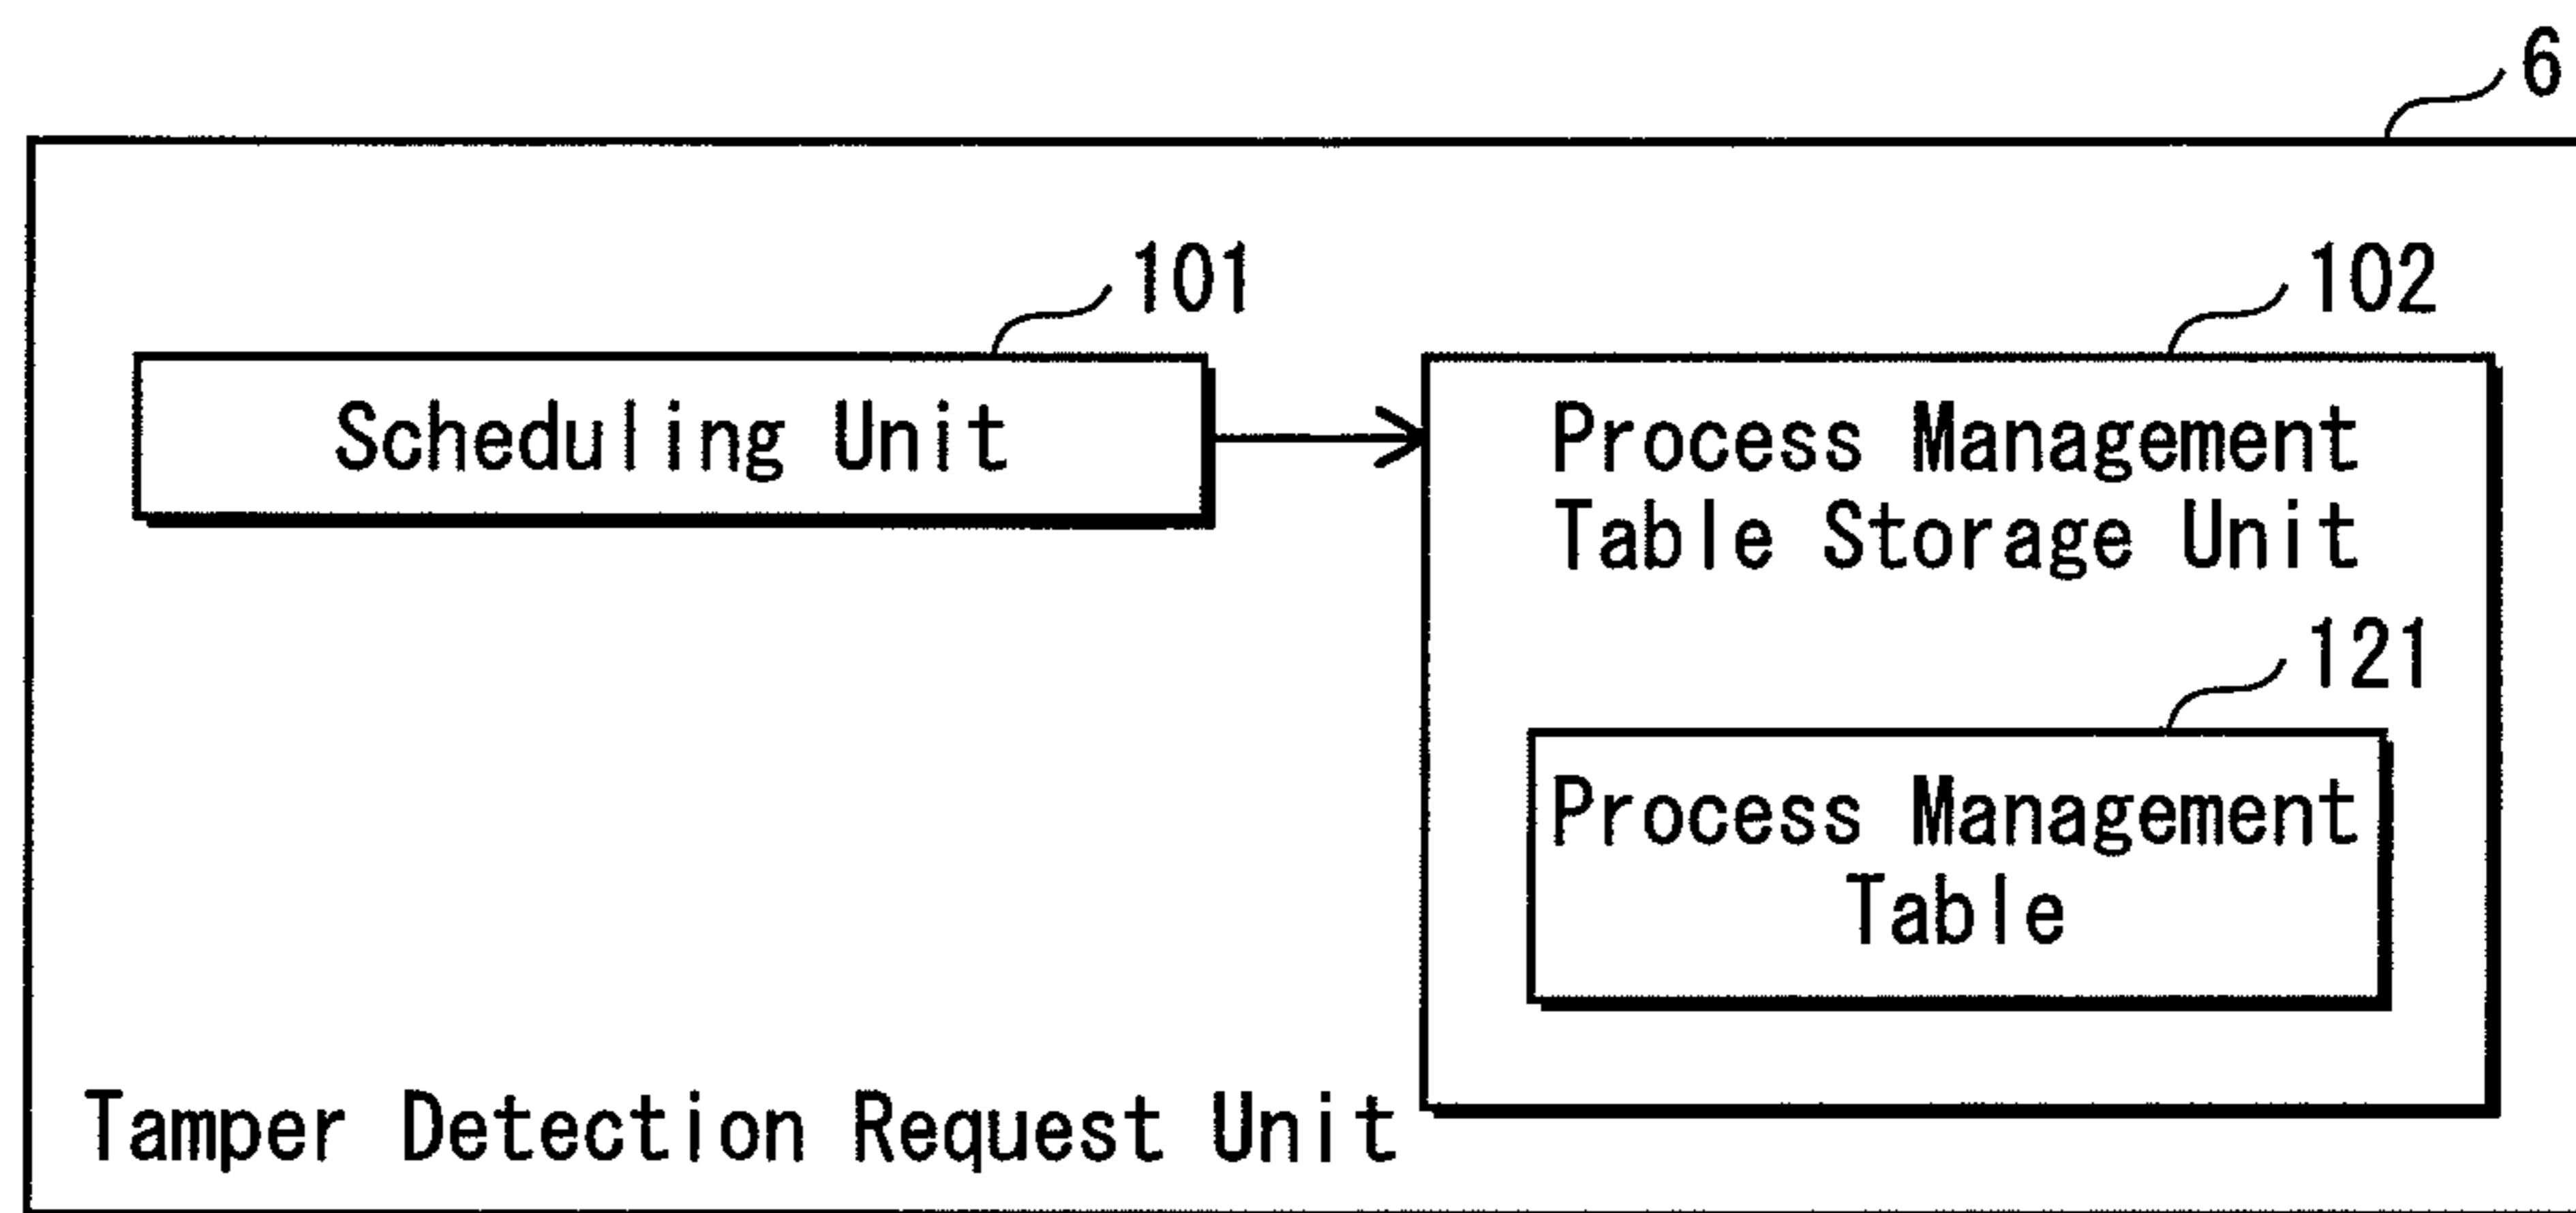 6
101
102
Scheduling Unit
Process Management
Table Storage Unit
121
Process Management
Table
Tamper Detection Request Unit